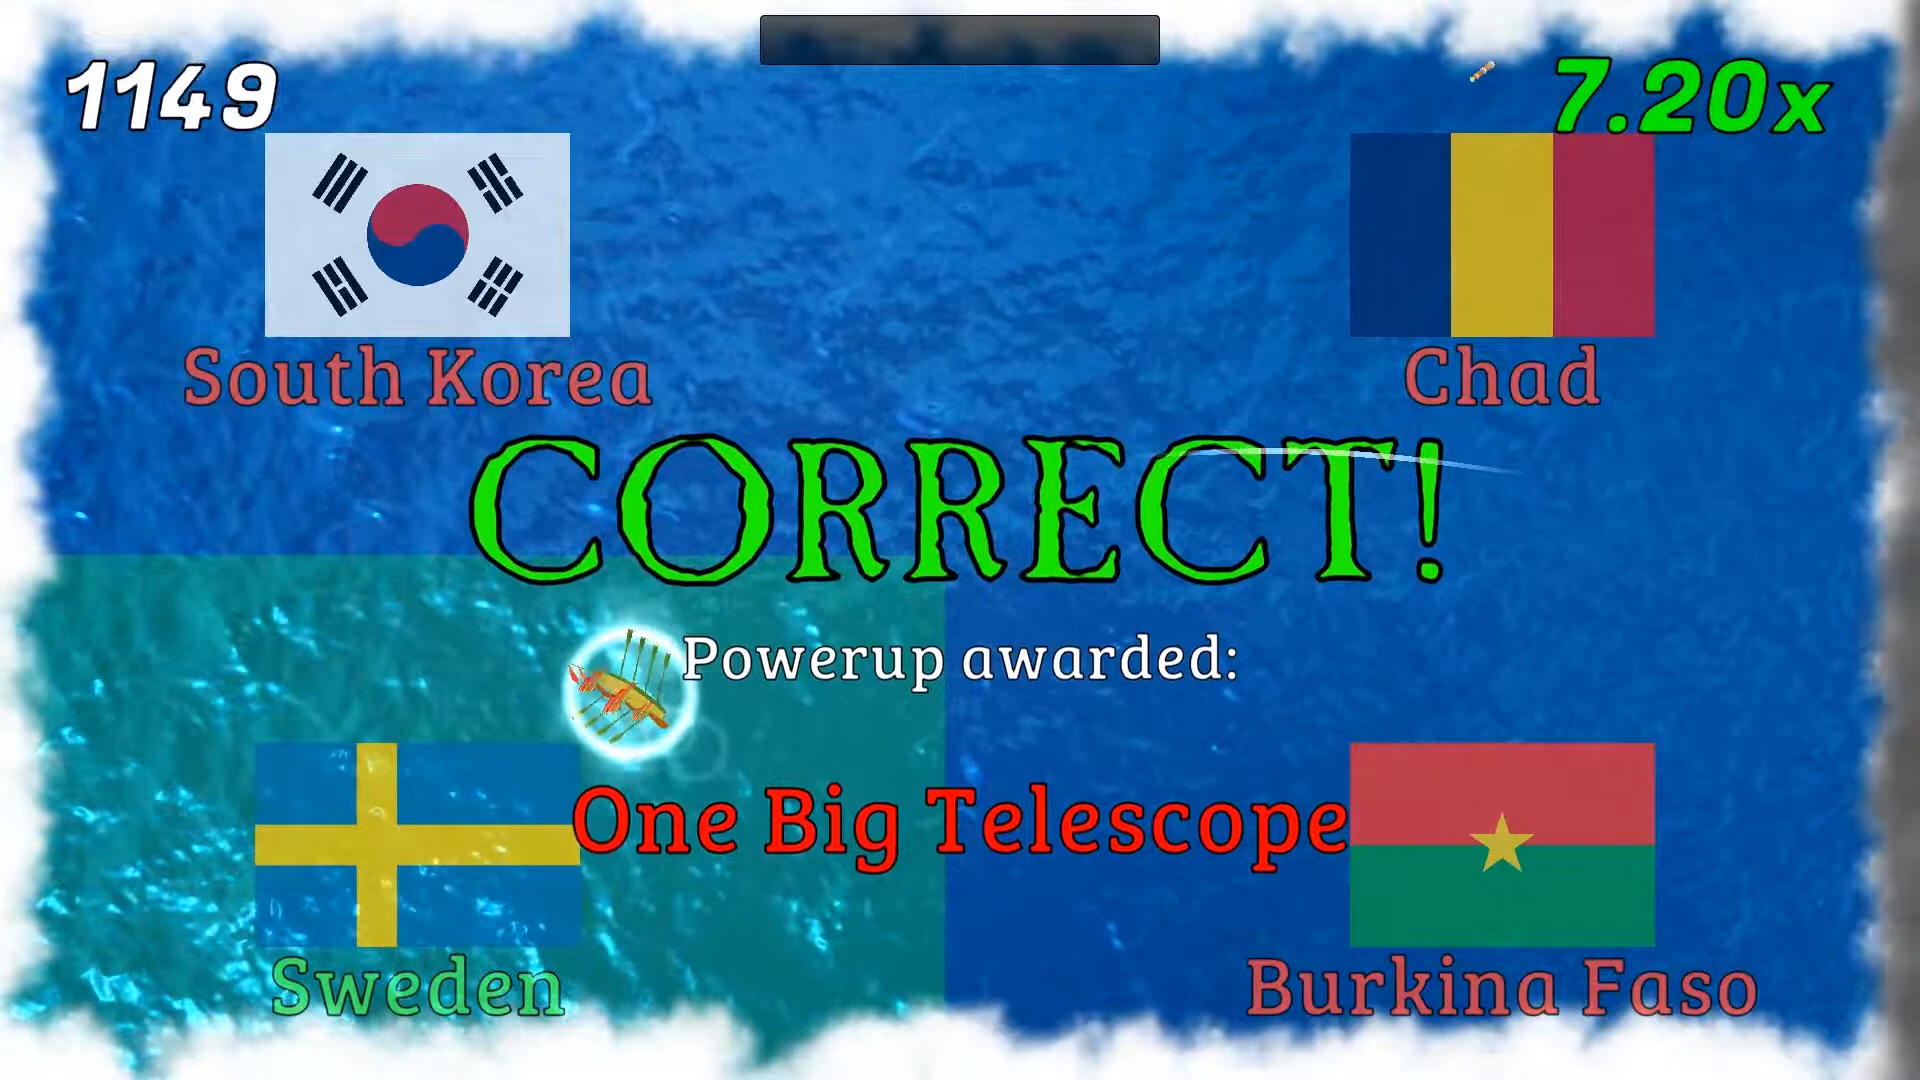 1149
7.20x
South Korea
Chad
CORRECT!
Powerup awarded:
One Big Telescope
Sweden
Burkina Faso